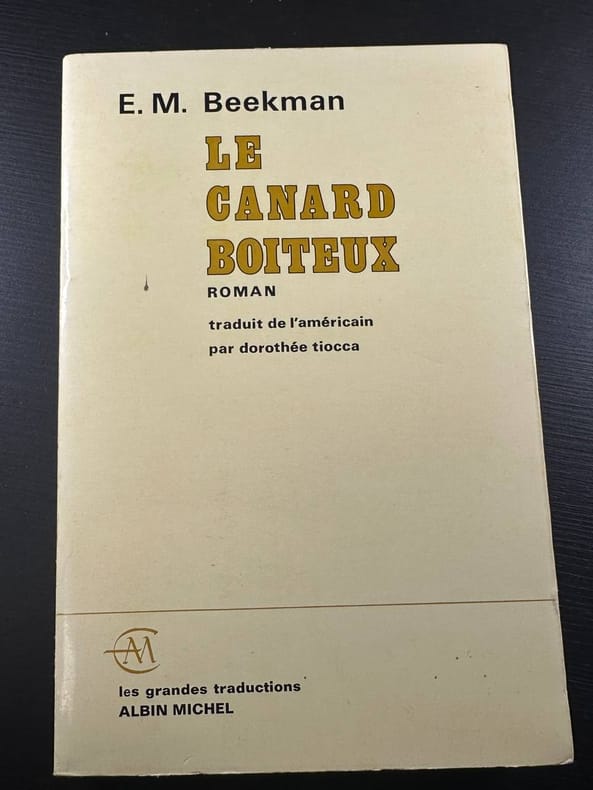 E. M. Beekman
LE
CANARD
BOITEUX
ROMAN
traduit de l'américain
par dorothée tiocca
AM
les grandes traductions
ALBIN MICHEL